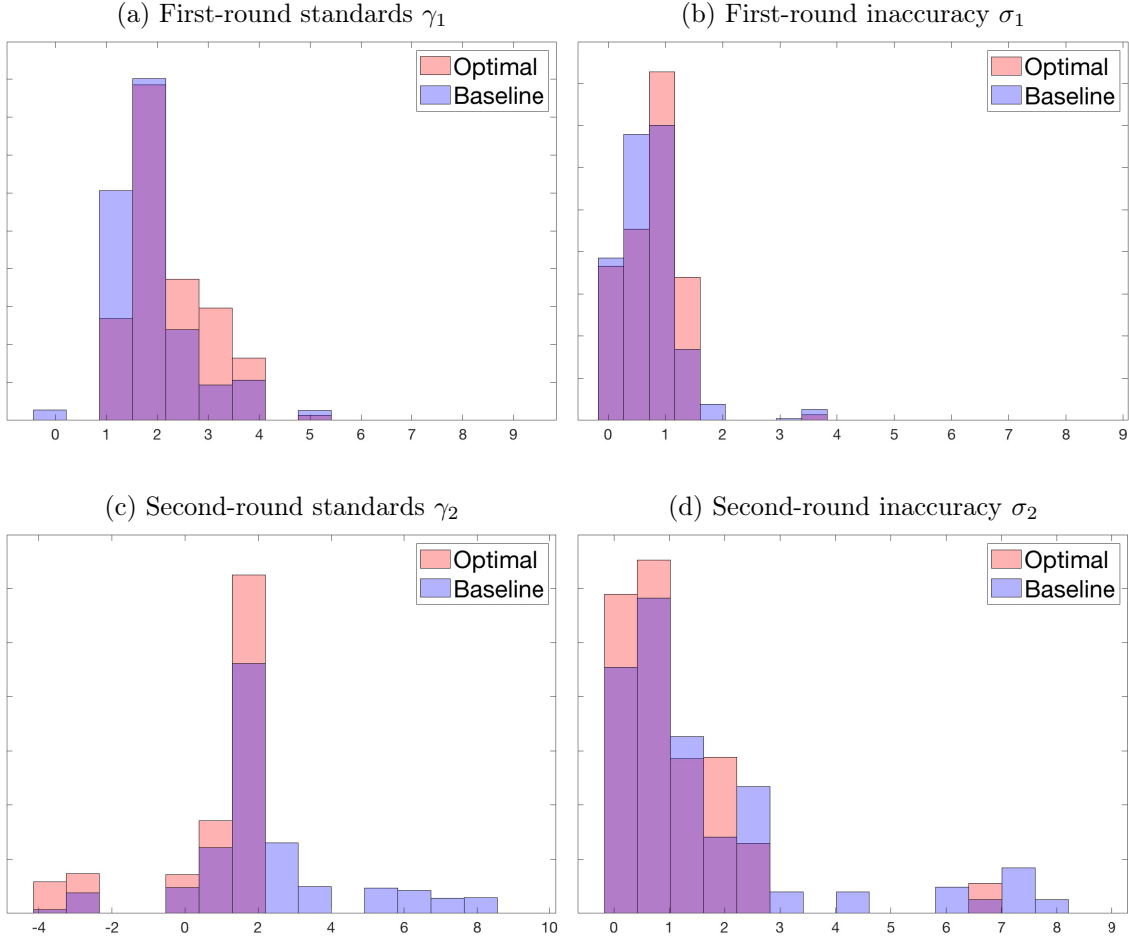 (a) First-round standards γ₁
Optimal
Baseline
0 1 2 3 4 5 6 7 8 9
(b) First-round inaccuracy σ₁
Optimal
Baseline
0 1 2 3 4 5 6 7 8 9
(c) Second-round standards γ₂
Optimal
Baseline
-4 -2 0 2 4 6 8 10
(d) Second-round inaccuracy σ₂
Optimal
Baseline
0 1 2 3 4 5 6 7 8 9